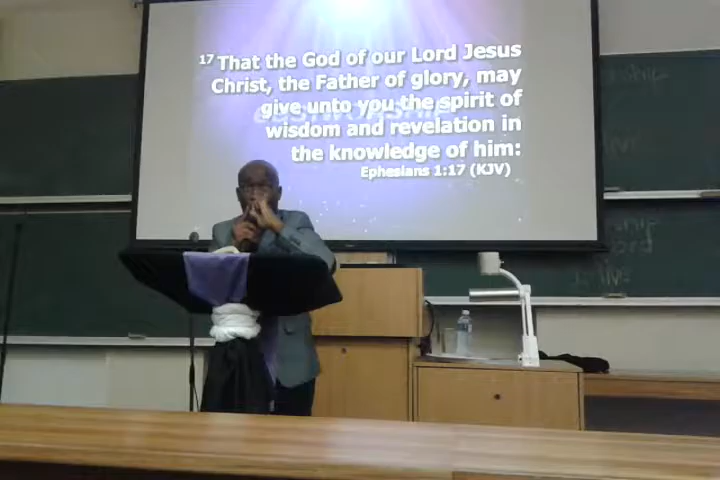 17 That the God of our Lord Jesus
Christ, the Father of glory, may
give unto you the spirit of
wisdom and revelation in
the knowledge of him:
Ephesians 1:17 (KJV)